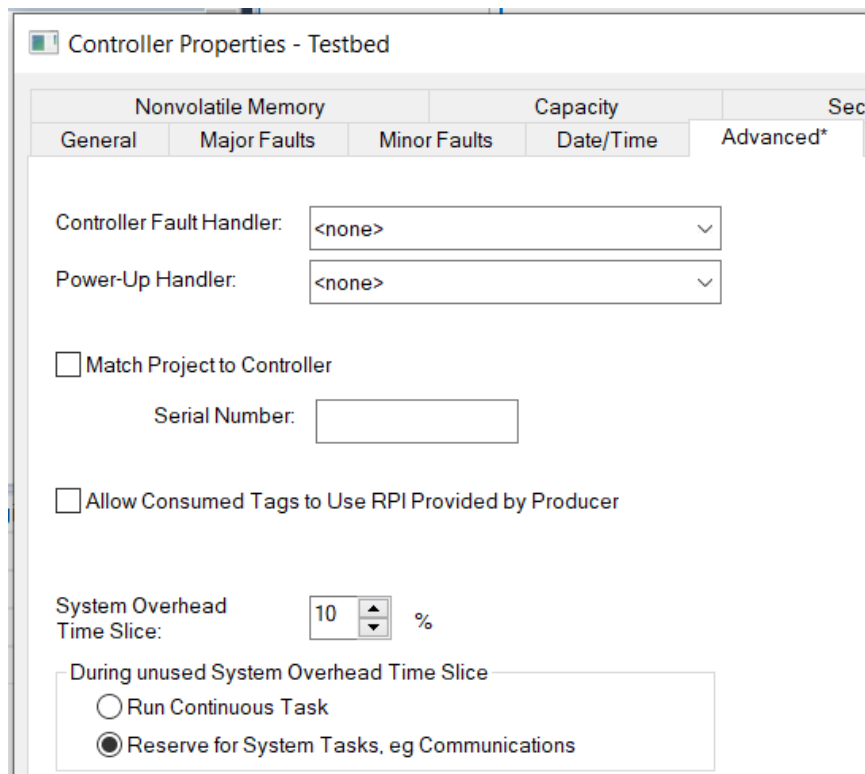 Controller Properties - Testbed
Nonvolatile Memory
Capacity
General
Major Faults
Minor Faults
Date/Time
Advanced*
Controller Fault Handler:
<none>
Power-Up Handler:
<none>
Match Project to Controller
Serial Number:
Allow Consumed Tags to Use RPI Provided by Producer
System Overhead
Time Slice:
10
%
During unused System Overhead Time Slice
Run Continuous Task
Reserve for System Tasks, eg Communications